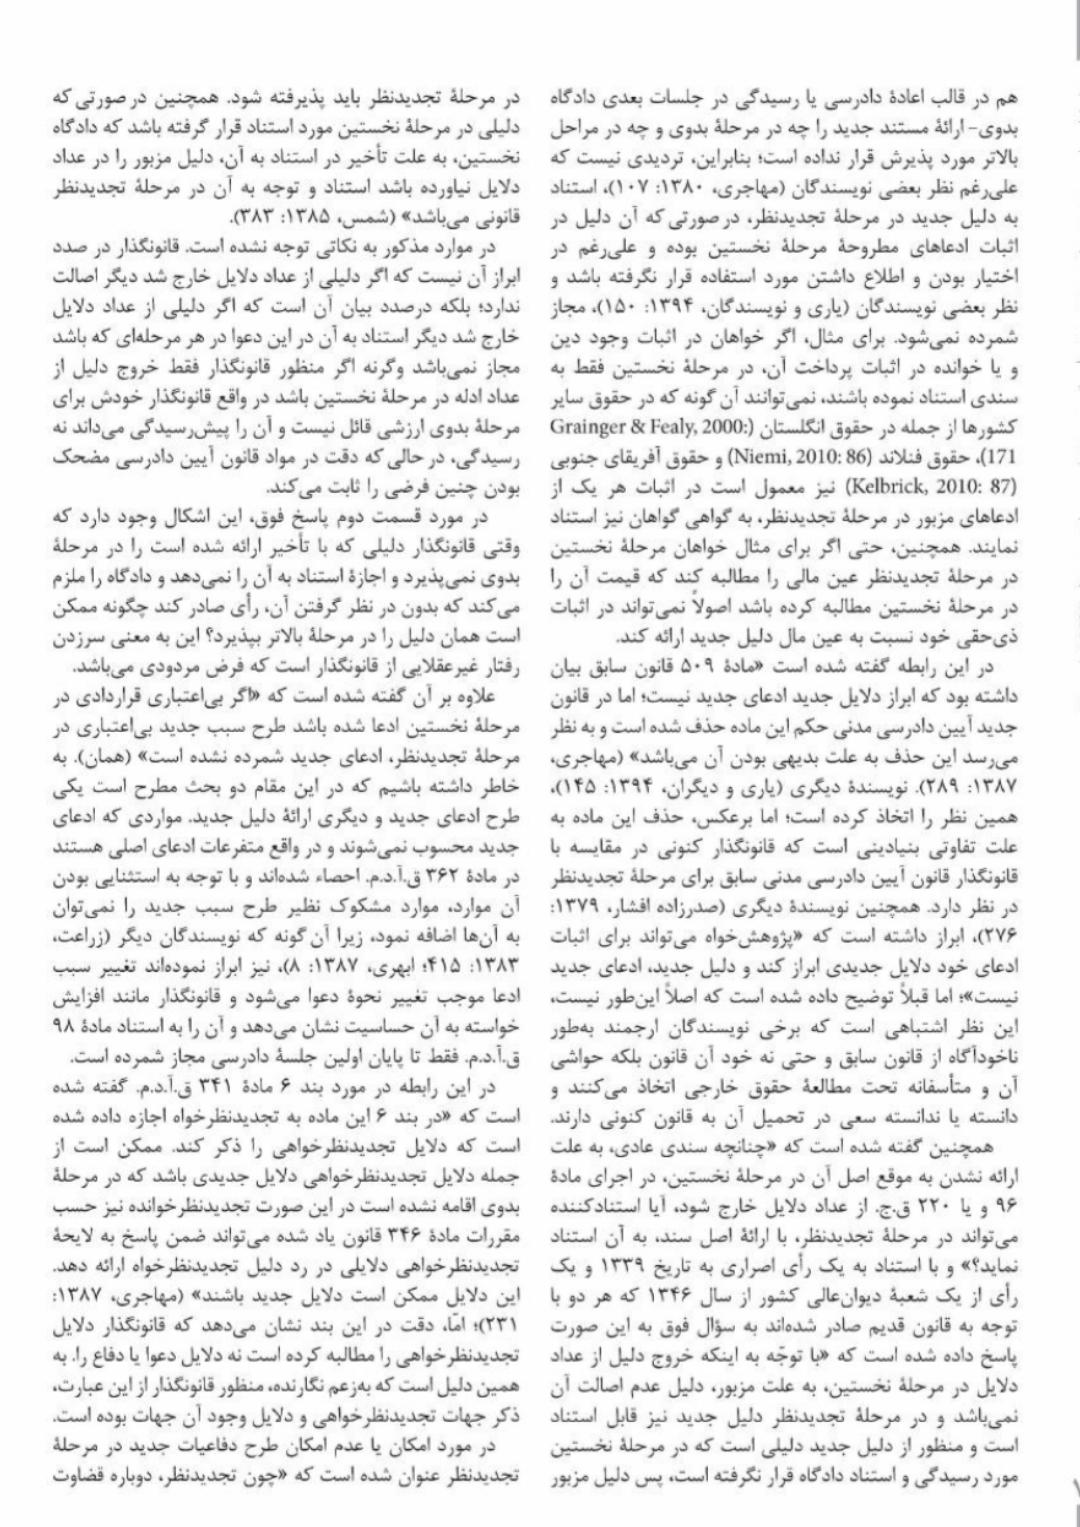 هم در قالب اعادۀ دادرسی یا رسیدگی در جلسات بعدی دادگاه
بدوی- ارائۀ مستند جدید را چه در مرحلۀ بدوی و چه در مراحل
بالاتر مورد پذیرش قرار نداده است؛ بنابراین، تردیدی نیست که
علی‌رغم نظر بعضی نویسندگان (مهاجری، ۱۳۸۰: ۱۰۷)، استناد
به دلیل جدید در مرحلۀ تجدیدنظر، درصورتی که آن دلیل در
اثبات ادعاهای مطروحۀ مرحلۀ نخستین بوده و علی‌رغم در
اختیار بودن و اطلاع داشتن مورد استفاده قرار نگرفته باشد و
نظر بعضی نویسندگان (یاری و نویسندگان، ۱۳۹۴: ۱۵۰)، مجاز
شمرده نمی‌شود. برای مثال، اگر خواهان در اثبات وجود دین
و یا خوانده در اثبات پرداخت آن، در مرحلۀ نخستین فقط به
سندی استناد نموده باشند، نمی‌توانند آن گونه که در حقوق سایر
کشورها از جمله در حقوق انگلستان (Grainger & Fealy, 2000:
171)، حقوق فنلاند (Niemi, 2010: 86) و حقوق آفریقای جنوبی
(Kelbrick, 2010: 87) نیز معمول است در اثبات هر یک از
ادعاهای مزبور در مرحلۀ تجدیدنظر، به گواهی گواهان نیز استناد
نمایند. همچنین، حتی اگر برای مثال خواهان مرحلۀ نخستین
در مرحلۀ تجدیدنظر عین مالی را مطالبه کند که قیمت آن را
در مرحلۀ نخستین مطالبه کرده باشد اصولاً نمی‌تواند در اثبات
ذی‌حقی خود نسبت به عین مال دلیل جدید ارائه کند.
در این رابطه گفته شده است «مادۀ ۵۰۹ قانون سابق بیان
داشته بود که ابراز دلایل جدید ادعای جدید نیست؛ اما در قانون
جدید آیین دادرسی مدنی حکم این ماده حذف شده است و به نظر
می‌رسد این حذف به علت بدیهی بودن آن می‌باشد» (مهاجری،
۱۳۸۷: ۲۸۹). نویسندۀ دیگری (یاری و دیگران، ۱۳۹۴: ۱۴۵)،
همین نظر را اتخاذ کرده است؛ اما برعکس، حذف این ماده به
علت تفاوتی بنیادینی است که قانونگذار کنونی در مقایسه با
قانونگذار قانون آیین دادرسی مدنی سابق برای مرحلۀ تجدیدنظر
در نظر دارد. همچنین نویسندۀ دیگری (صدرزاده افشار، ۱۳۷۹:
۲۷۶)، ابراز داشته است که «پژوهش‌خواه می‌تواند برای اثبات
ادعای خود دلایل جدیدی ابراز کند و دلیل جدید، ادعای جدید
نیست»؛ اما قبلاً توضیح داده شده است که اصلاً این‌طور نیست،
این نظر اشتباهی است که برخی نویسندگان ارجمند به‌طور
ناخودآگاه از قانون سابق و حتی نه خود آن قانون بلکه حواشی
آن و متأسفانه تحت مطالعۀ حقوق خارجی اتخاذ می‌کنند و
دانسته یا ندانسته سعی در تحمیل آن به قانون کنونی دارند.
همچنین گفته شده است که «چنانچه سندی عادی، به علت
ارائه نشدن به موقع اصل آن در مرحلۀ نخستین، در اجرای مادۀ
۹۶ و یا ۲۲۰ ق.ج. از عداد دلایل خارج شود، آیا استنادکننده
می‌تواند در مرحلۀ تجدیدنظر، با ارائۀ اصل سند، به آن استناد
نماید؟» و با استناد به یک رأی اصراری به تاریخ ۱۳۳۹ و یک
رأی از یک شعبۀ دیوان‌عالی کشور از سال ۱۳۴۶ که هر دو با
توجه به قانون قدیم صادر شده‌اند به سؤال فوق به این صورت
پاسخ داده شده است که «با توجّه به اینکه خروج دلیل از عداد
دلایل در مرحلۀ نخستین، به علت مزبور، دلیل عدم اصالت آن
نمی‌باشد و در مرحلۀ تجدیدنظر دلیل جدید نیز قابل استناد
است و منظور از دلیل جدید دلیلی است که در مرحلۀ نخستین
مورد رسیدگی و استناد دادگاه قرار نگرفته است، پس دلیل مزبور
در مرحلۀ تجدیدنظر باید پذیرفته شود. همچنین در صورتی که
دلیلی در مرحلۀ نخستین مورد استناد قرار گرفته باشد که دادگاه
نخستین، به علت تأخیر در استناد به آن، دلیل مزبور را در عداد
دلایل نیاورده باشد استناد و توجه به آن در مرحلۀ تجدیدنظر
قانونی می‌باشد» (شمس، ۱۳۸۵: ۳۸۳).
در موارد مذکور به نکاتی توجه نشده است. قانونگذار در صدد
ابراز آن نیست که اگر دلیلی از عداد دلایل خارج شد دیگر اصالت
ندارد؛ بلکه درصدد بیان آن است که اگر دلیلی از عداد دلایل
خارج شد دیگر استناد به آن در این دعوا در هر مرحله‌ای که باشد
مجاز نمی‌باشد وگرنه اگر منظور قانونگذار فقط خروج دلیل از
عداد ادله در مرحلۀ نخستین باشد در واقع قانونگذار خودش برای
مرحلۀ بدوی ارزشی قائل نیست و آن را پیش‌رسیدگی می‌داند نه
رسیدگی، در حالی که دقت در مواد قانون آیین دادرسی مضحک
بودن چنین فرضی را ثابت می‌کند.
در مورد قسمت دوم پاسخ فوق، این اشکال وجود دارد که
وقتی قانونگذار دلیلی که با تأخیر ارائه شده است را در مرحلۀ
بدوی نمی‌پذیرد و اجازۀ استناد به آن را نمی‌دهد و دادگاه را ملزم
می‌کند که بدون در نظر گرفتن آن، رأی صادر کند چگونه ممکن
است همان دلیل را در مرحلۀ بالاتر بپذیرد؟ این به معنی سرزدن
رفتار غیرعقلایی از قانونگذار است که فرض مردودی می‌باشد.
علاوه بر آن گفته شده است که «اگر بی‌اعتباری قراردادی در
مرحلۀ نخستین ادعا شده باشد طرح سبب جدید بی‌اعتباری در
مرحلۀ تجدیدنظر، ادعای جدید شمرده نشده است» (همان). به
خاطر داشته باشیم که در این مقام دو بحث مطرح است یکی
طرح ادعای جدید و دیگری ارائۀ دلیل جدید. مواردی که ادعای
جدید محسوب نمی‌شوند و در واقع متفرعات ادعای اصلی هستند
در مادۀ ۳۶۲ ق.آ.د.م. احصاء شده‌اند و با توجه به استثنایی بودن
آن موارد، موارد مشکوک نظیر طرح سبب جدید را نمی‌توان
به آن‌ها اضافه نمود، زیرا آن گونه که نویسندگان دیگر (زراعت،
۱۳۸۳: ۴۱۵؛ ابهری، ۱۳۸۷: ۸)، نیز ابراز نموده‌اند تغییر سبب
ادعا موجب تغییر نحوۀ دعوا می‌شود و قانونگذار مانند افزایش
خواسته به آن حساسیت نشان می‌دهد و آن را به استناد مادۀ ۹۸
ق.آ.د.م. فقط تا پایان اولین جلسۀ دادرسی مجاز شمرده است.
در این رابطه در مورد بند ۶ مادۀ ۳۴۱ ق.آ.د.م. گفته شده
است که «در بند ۶ این ماده به تجدیدنظرخواه اجازه داده شده
است که دلایل تجدیدنظرخواهی را ذکر کند. ممکن است از
جمله دلایل تجدیدنظرخواهی دلایل جدیدی باشد که در مرحلۀ
بدوی اقامه نشده است در این صورت تجدیدنظرخوانده نیز حسب
مقررات مادۀ ۳۴۶ قانون یاد شده می‌تواند ضمن پاسخ به لایحۀ
تجدیدنظرخواهی دلایلی در رد دلیل تجدیدنظرخواه ارائه دهد.
این دلایل ممکن است دلایل جدید باشند» (مهاجری، ۱۳۸۷:
۲۳۱)؛ امّا، دقت در این بند نشان می‌دهد که قانونگذار دلایل
تجدیدنظرخواهی را مطالبه کرده است نه دلایل دعوا یا دفاع را. به
همین دلیل است که به‌زعم نگارنده، منظور قانونگذار از این عبارت،
ذکر جهات تجدیدنظرخواهی و دلایل وجود آن جهات بوده است.
در مورد امکان یا عدم امکان طرح دفاعیات جدید در مرحلۀ
تجدیدنظر عنوان شده است که «چون تجدیدنظر، دوباره قضاوت